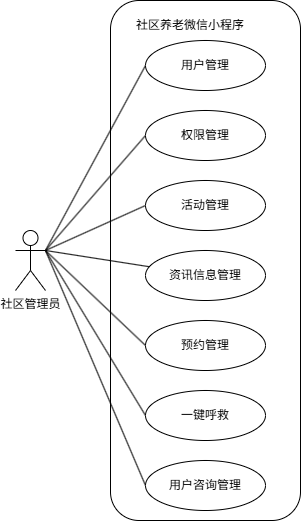 社区养老微信小程序
用户管理
权限管理
活动管理
资讯信息管理
社区管理员
预约管理
一键呼救
用户咨询管理